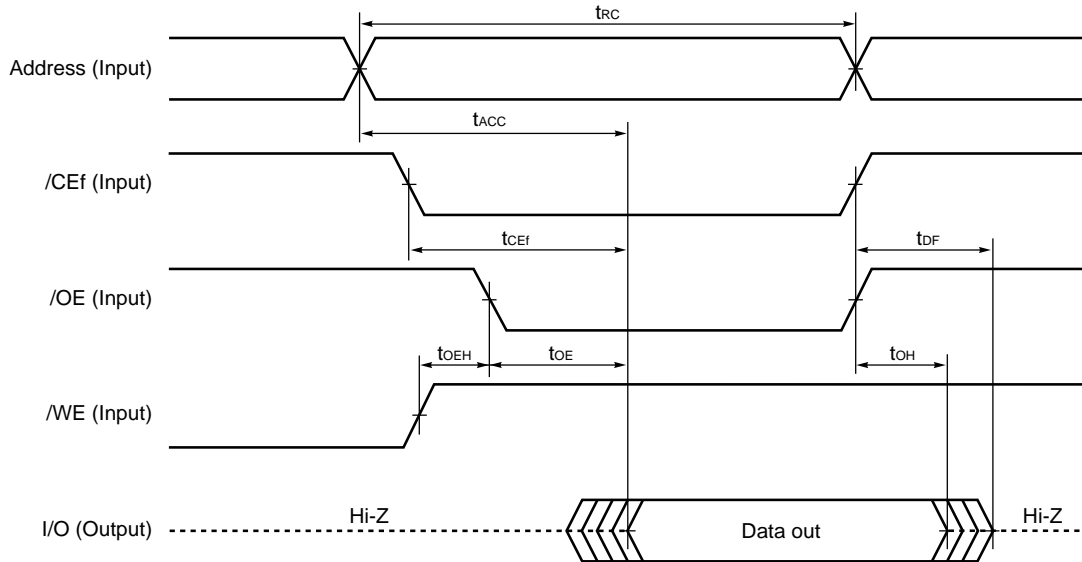 tRC
Address (Input)
tACC
/CEf (Input)
tCEf
tDF
/OE (Input)
tOEH
tOE
tOH
/WE (Input)
Hi-Z
Hi-Z
I/O (Output)
Data out